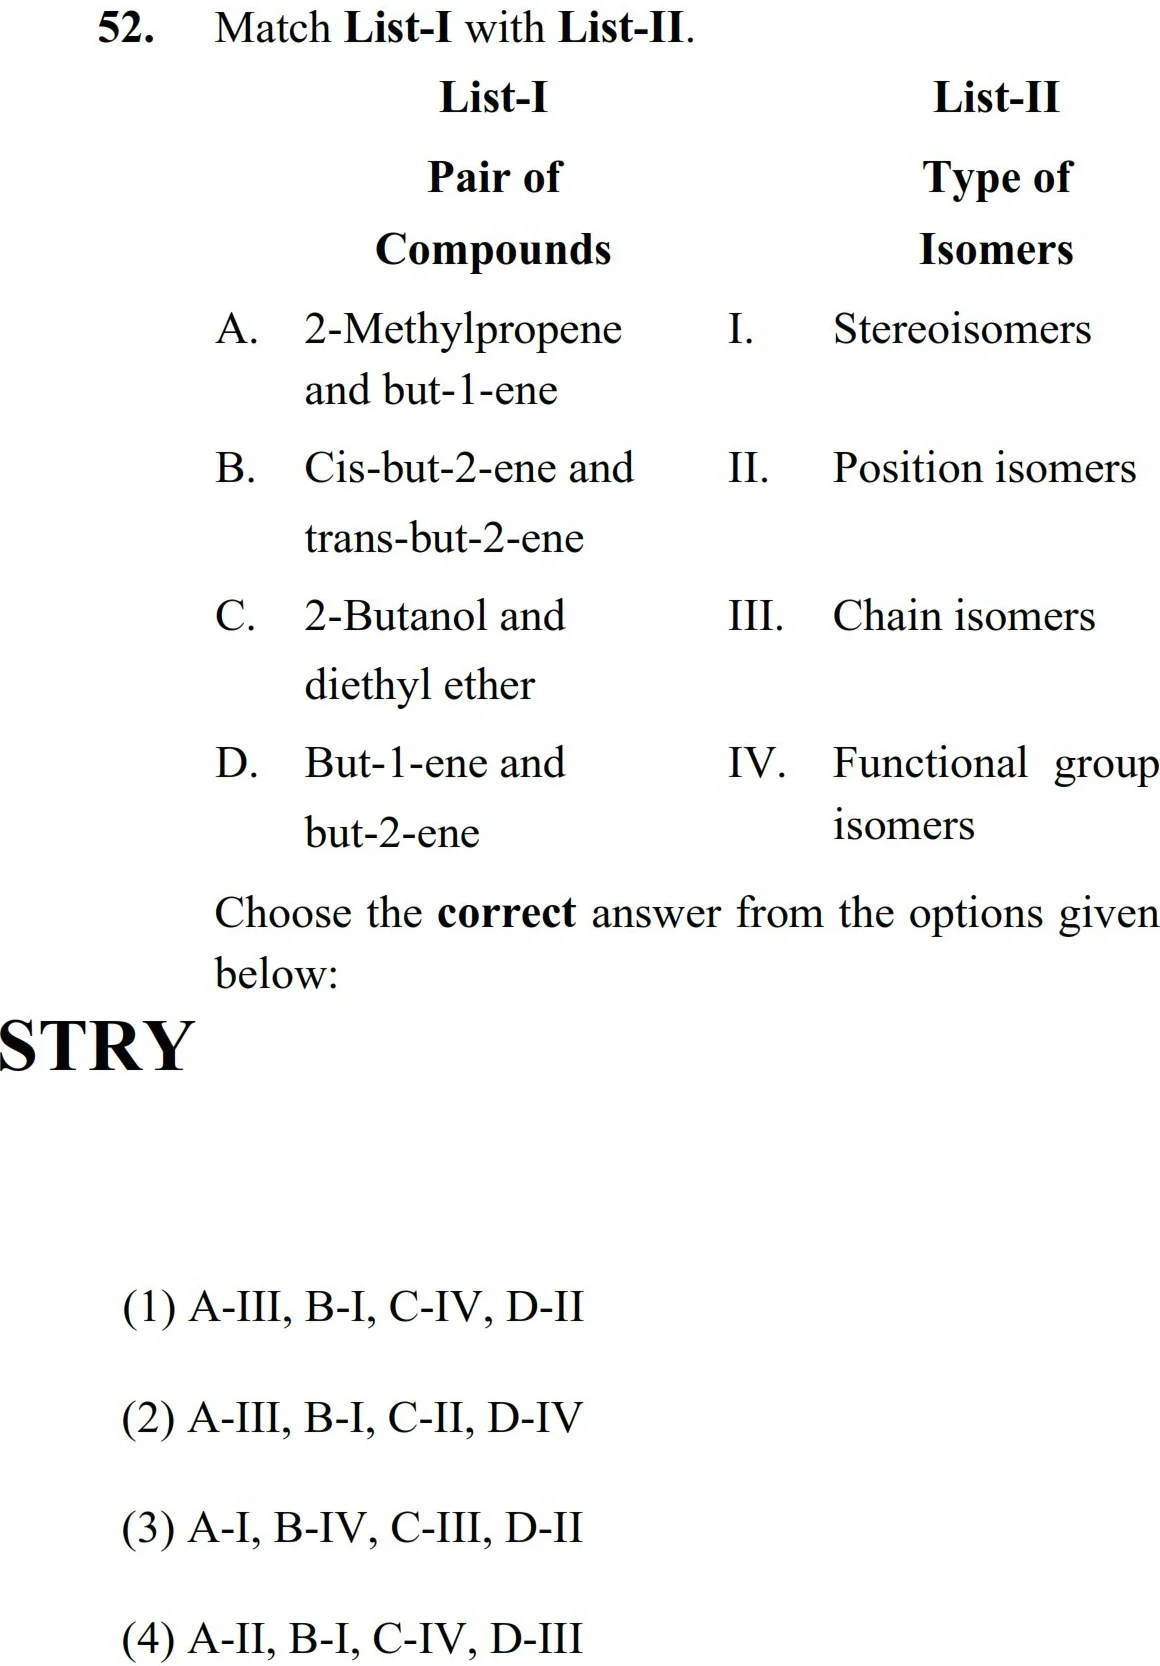 52. Match List-I with List-II.
List-I List-II
Pair of Type of
Compounds Isomers
A. 2-Methylpropene I. Stereoisomers
and but-1-ene
B. Cis-but-2-ene and II. Position isomers
trans-but-2-ene
C. 2-Butanol and III. Chain isomers
diethyl ether
D. But-1-ene and IV. Functional group
but-2-ene isomers
Choose the correct answer from the options given
below:
STRY
(1) A-III, B-I, C-IV, D-II
(2) A-III, B-I, C-II, D-IV
(3) A-I, B-IV, C-III, D-II
(4) A-II, B-I, C-IV, D-III